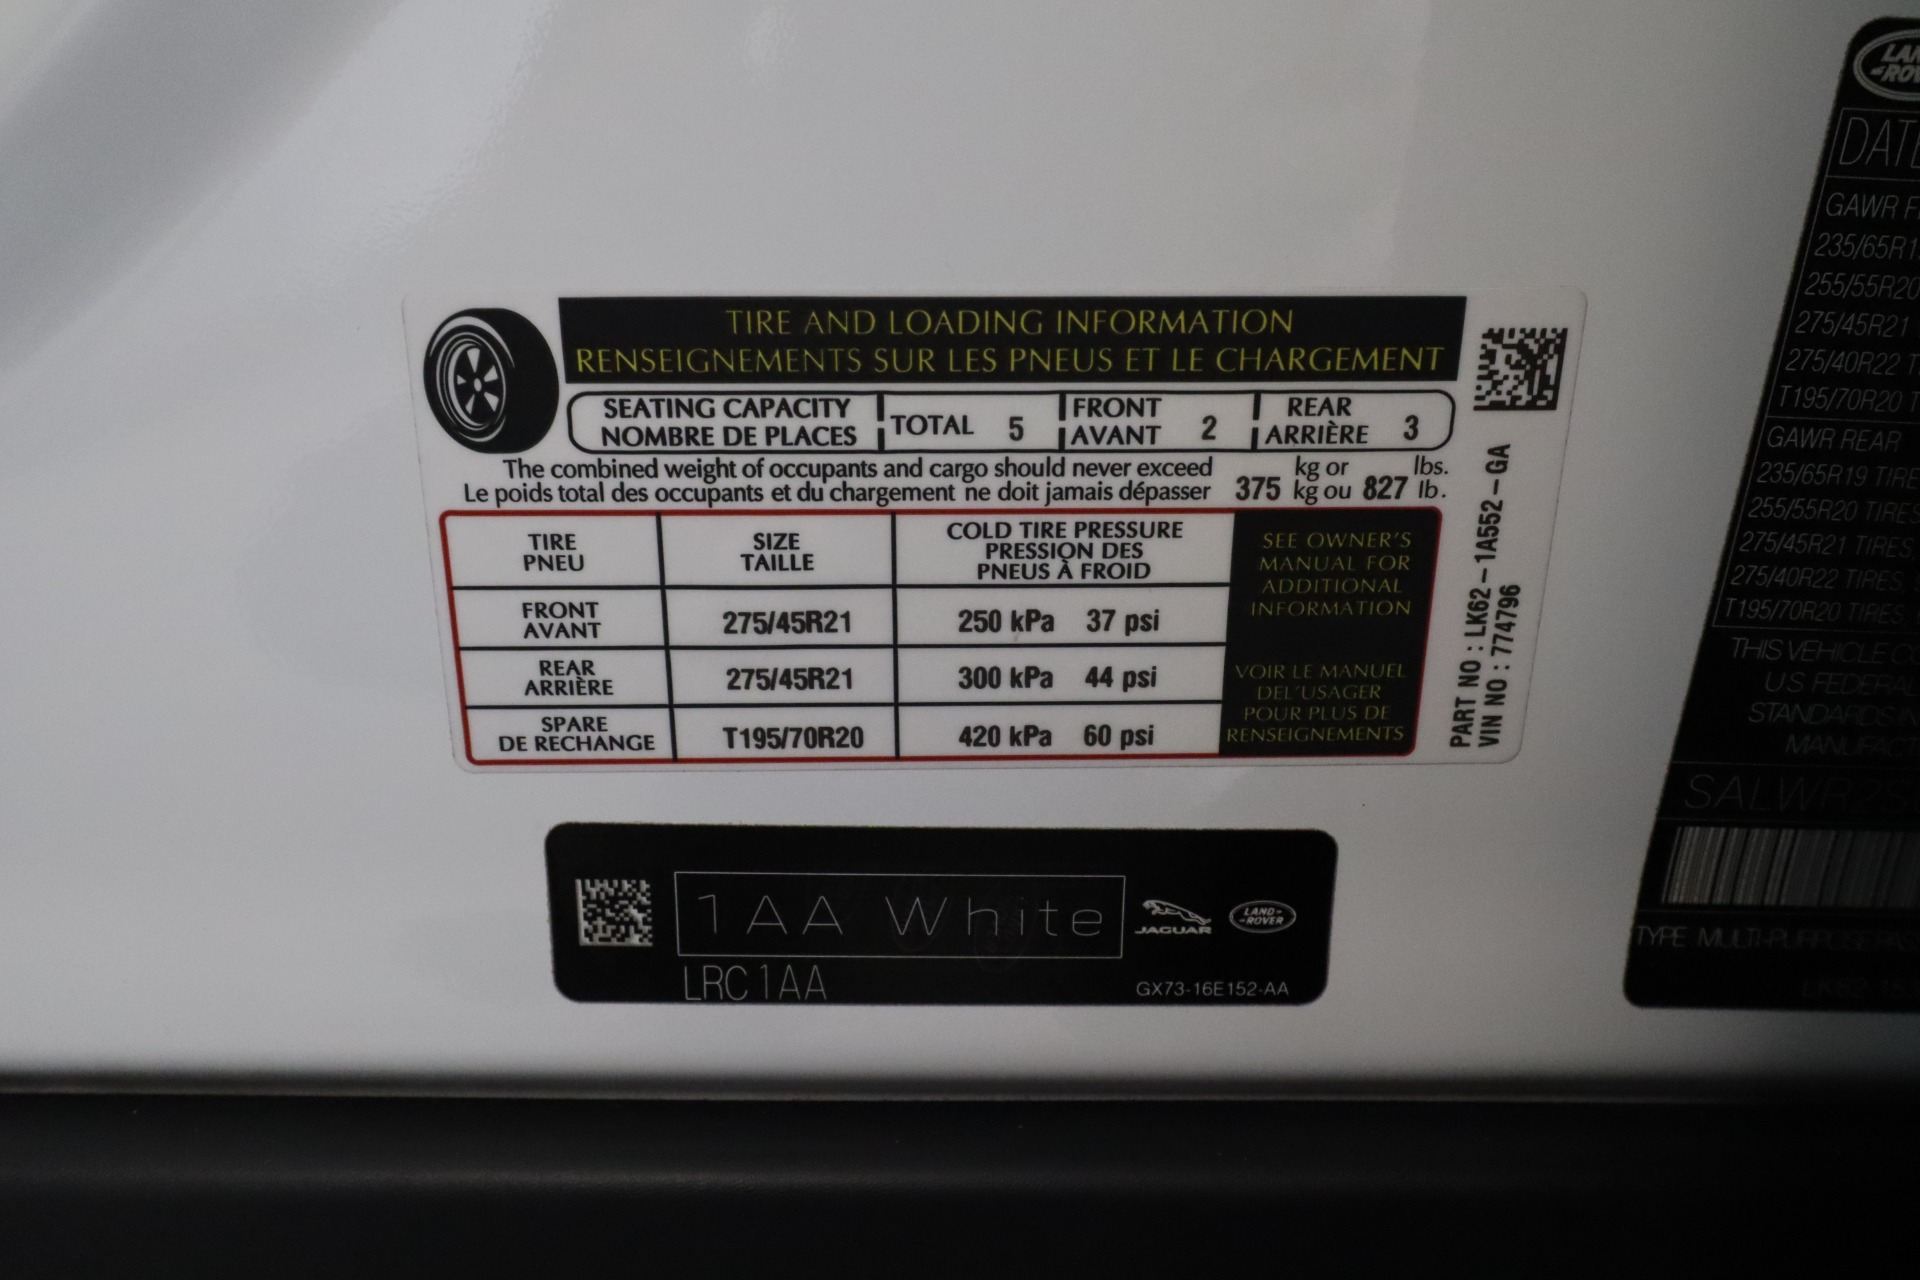 TIRE AND LOADING INFORMATION
RENSEIGNEMENTS SUR LES PNEUS ET LE CHARGEMENT
SEATING CAPACITY
NOMBRE DE PLACES
TOTAL 5
FRONT
AVANT 2
REAR
ARRIÈRE 3
The combined weight of occupants and cargo should never exceed
Le poids total des occupants et du chargement ne doit jamais dépasser
375 kg or kg ou 827 lbs. lb.
TIRE
PNEU
SIZE
TAILLE
COLD TIRE PRESSURE
PRESSION DES
PNEUS À FROID
FRONT
AVANT
275/45R21
250 kPa 37 psi
REAR
ARRIÈRE
275/45R21
300 kPa 44 psi
SPARE
DE RECHANGE
T195/70R20
420 kPa 60 psi
SEE OWNER'S
MANUAL FOR
ADDITIONAL
INFORMATION
VOIR LE MANUEL
DEL'USAGER
POUR PLUS DE
RENSEIGNEMENTS
PART NO : LK62-1A552-GA
VIN NO : 774796
1AA White
LRC 1AA
JAGUAR
LAND-
-ROVER
GX73-16E152-AA
GAWR
255/55R20
275/45R21
275/40R22
T195/70R20
GAWR REAR
235/65R19 TIRE
255/55R20 TIRES
275/45R21 TIRES,
275/40R22 TIRES,
T195/70R20 TIRES,
THIS VEHICLE
US FEDERAL
STANDARDS
TYPE MULTI-PURPOSE